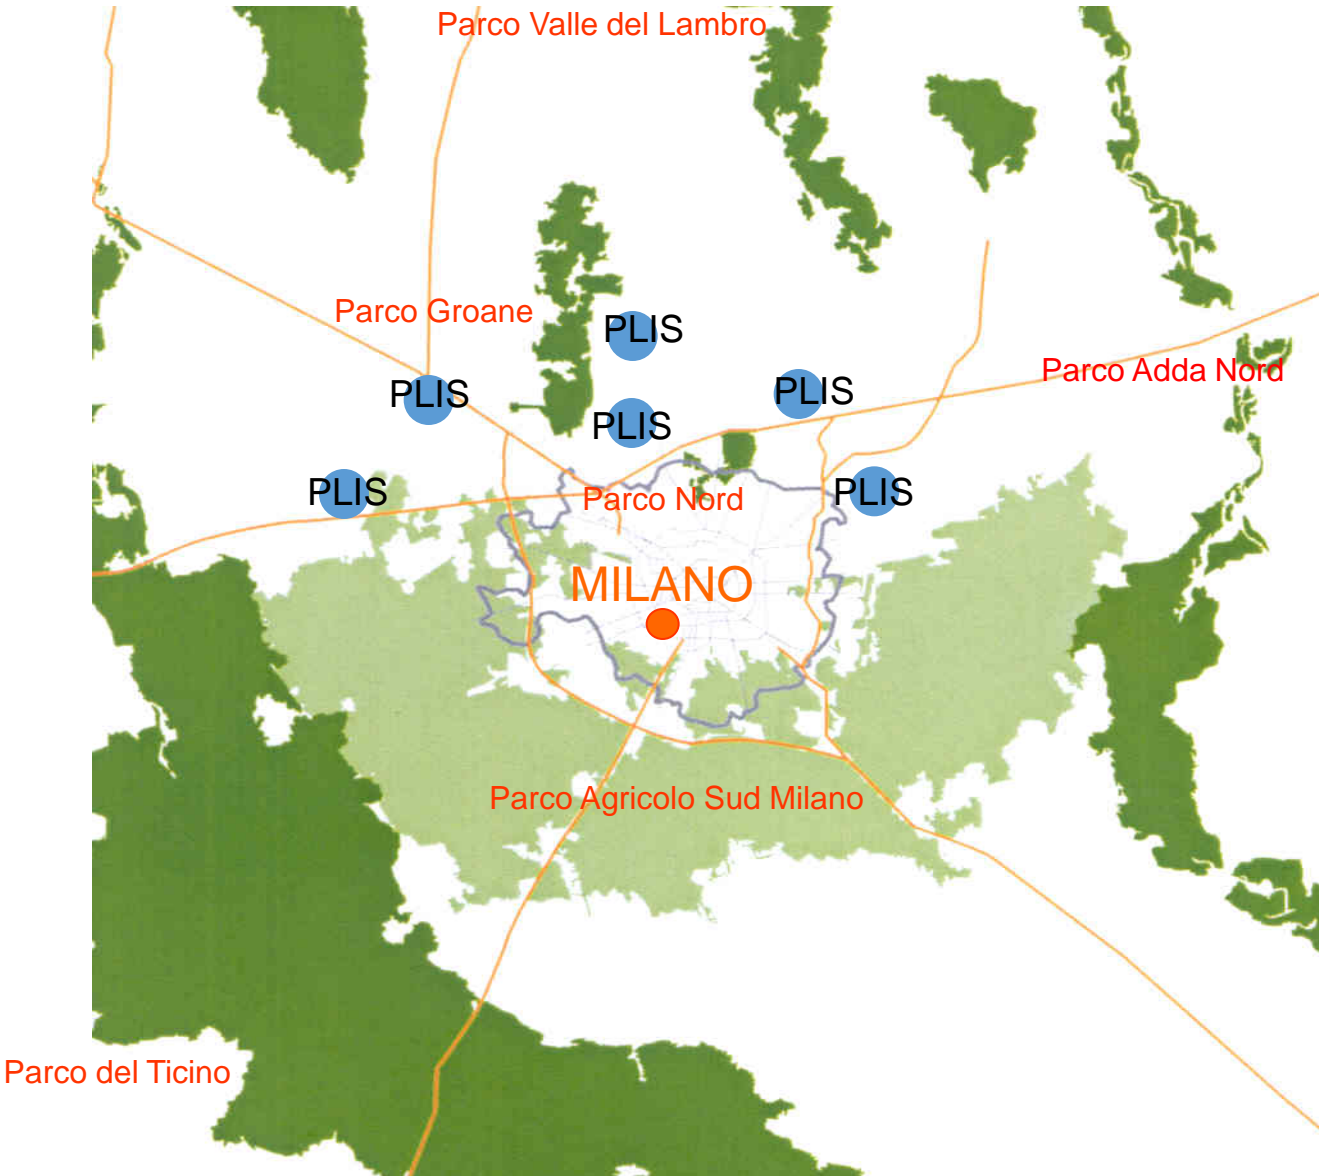 Parco Valle del Lambro
Parco Groane
PLIS
Parco Adda Nord
PLIS
PLIS
PLIS
PLIS
PLIS
Parco Nord
MILANO
Parco Agricolo Sud Milano
Parco del Ticino